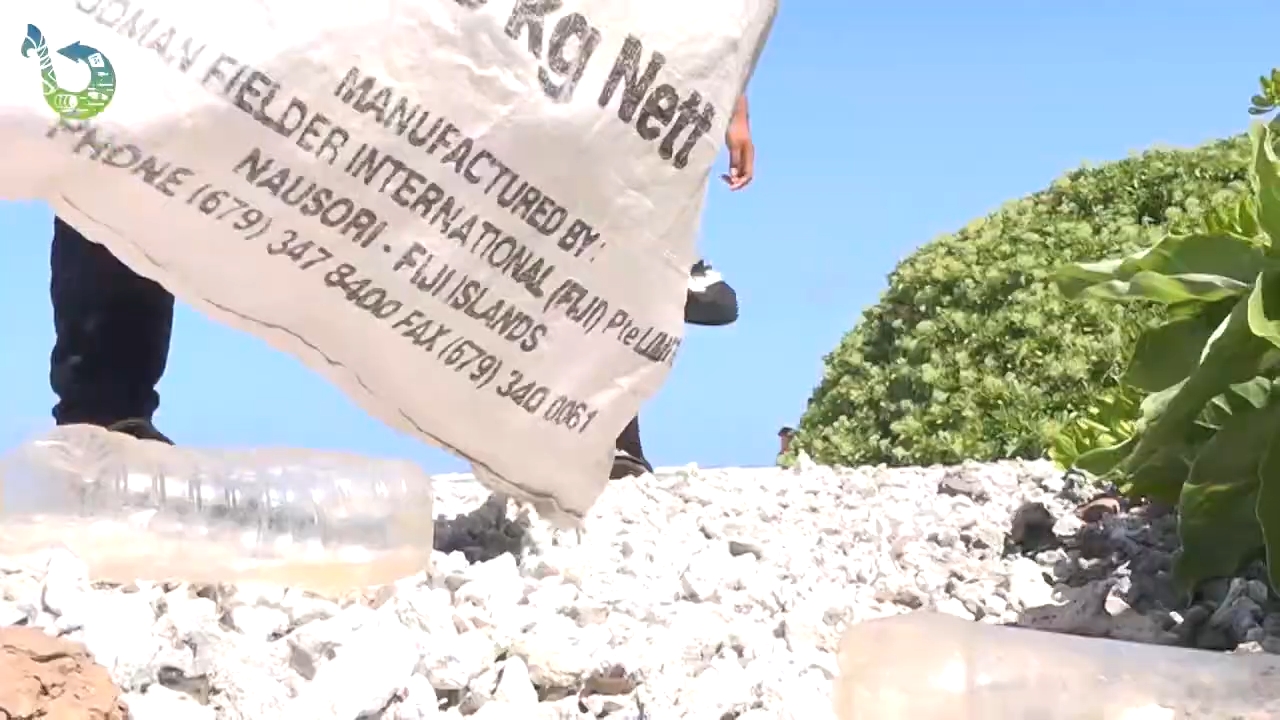 Kg Nett
MANUFACTURED BY:
FIELDER INTERNATIONAL (FIJI) Pte
NAUSORI - FIJI ISLANDS
PHONE (679) 347 8400 FAX (679) 340 0061